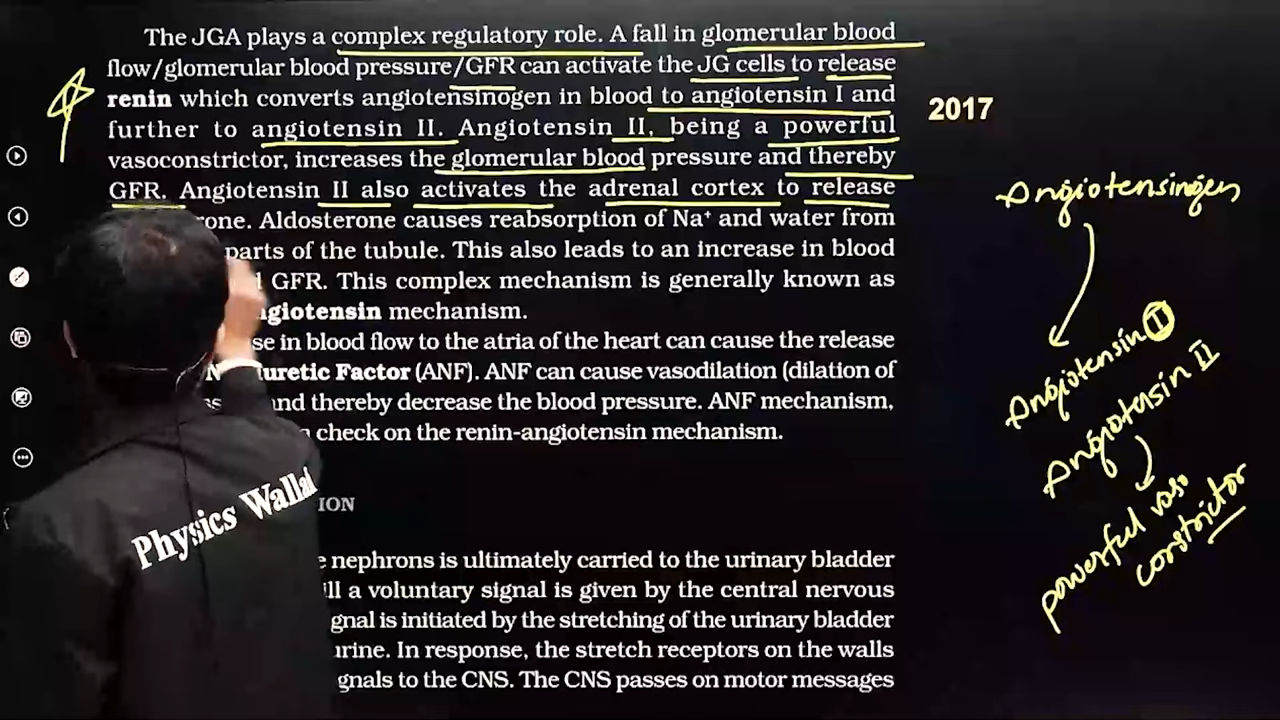 The JGA plays a complex regulatory role. A fall in glomerular blood
flow/glomerular blood pressure/GFR can activate the JG cells to release
renin which converts angiotensinogen in blood to angiotensin I and
further to angiotensin II. Angiotensin II, being a powerful
vasoconstrictor, increases the glomerular blood pressure and thereby
GFR. Angiotensin II also activates the adrenal cortex to release
rone. Aldosterone causes reabsorption of Na⁺ and water from
parts of the tubule. This also leads to an increase in blood
GFR. This complex mechanism is generally known as
giotensin mechanism.
se in blood flow to the atria of the heart can cause the release
uretic Factor (ANF). ANF can cause vasodilation (dilation of
and thereby decrease the blood pressure. ANF mechanism,
check on the renin-angiotensin mechanism.
ION
nephrons is ultimately carried to the urinary bladder
ll a voluntary signal is given by the central nervous
gnal is initiated by the stretching of the urinary bladder
urine. In response, the stretch receptors on the walls
gnals to the CNS. The CNS passes on motor messages
2017
Angiotensinogen
Angiotensin I
Angiotensin II
powerful vaso
constrictor
Physics Walla